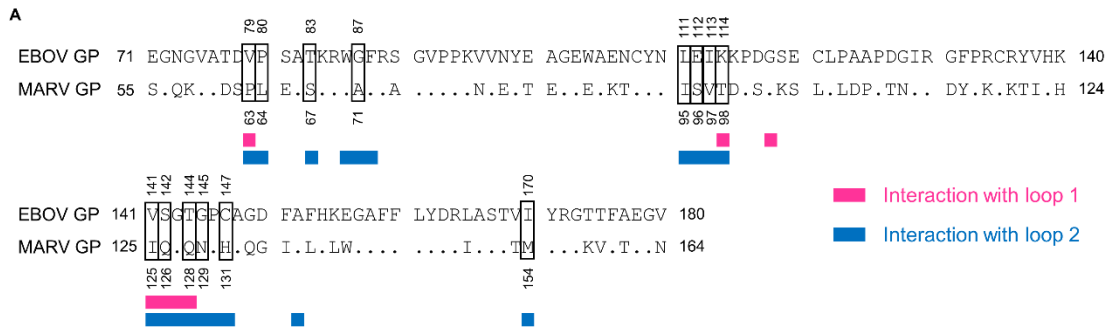 A
79 80 83 87 111 112 113 114
EBOV GP 71 EGNGVATDVP SATKRWGFRS GVPPKVVNYE AGEWAENCYN LEIKKPDGSE CLPAAPDGIR GFPRCRYVHK 140
MARV GP 55 S.QK..DSPL E.S...A..A .....N.E.T E..E.KT... ISVTD.S.KS L.LDP.TN.. DY.K.KTI.H 124
63 64 67 71 95 96 97 98
141 142 144 145 147 170
EBOV GP 141 VSGTGPCAGD FAFHKEGAFF LYDRLASTVI YRGTTFAEGV 180
MARV GP 125 IQ.QN.H.QG I.L.LW.... ....I...TM ...KV.T..N 164
125 126 128 129 131 154
Interaction with loop 1
Interaction with loop 2